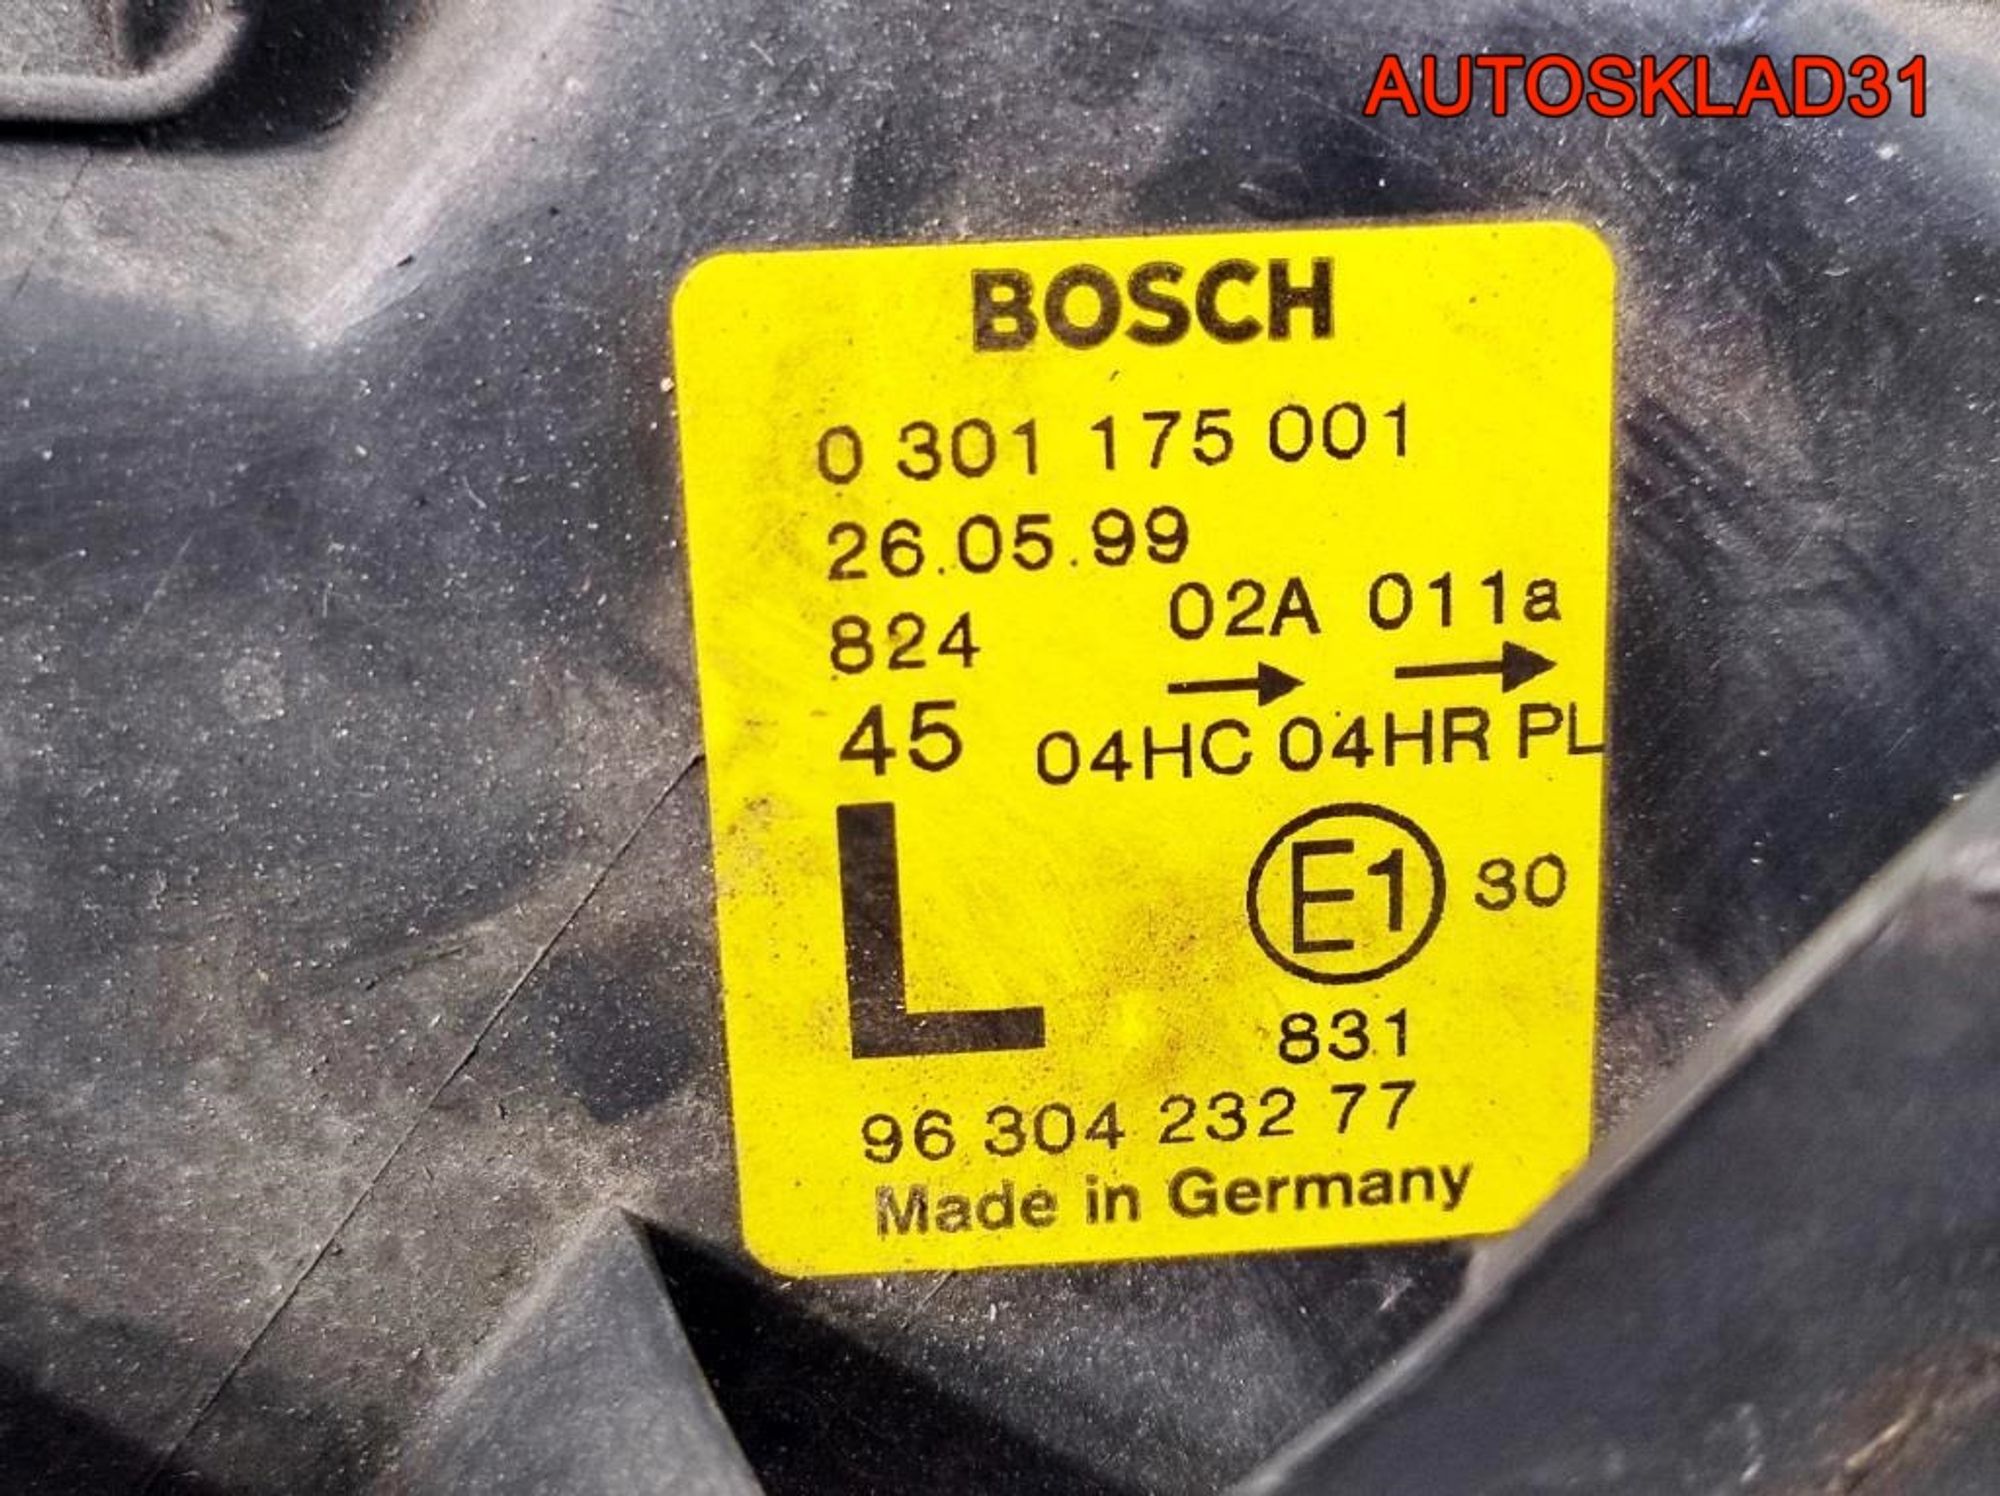 AUTOSKLAD31
BOSCH
0 301 175 001
26.05.99
824 02A 011a
→ →
45 04HC 04HR PL
L E1 30
831
96 304 232 77
Made in Germany